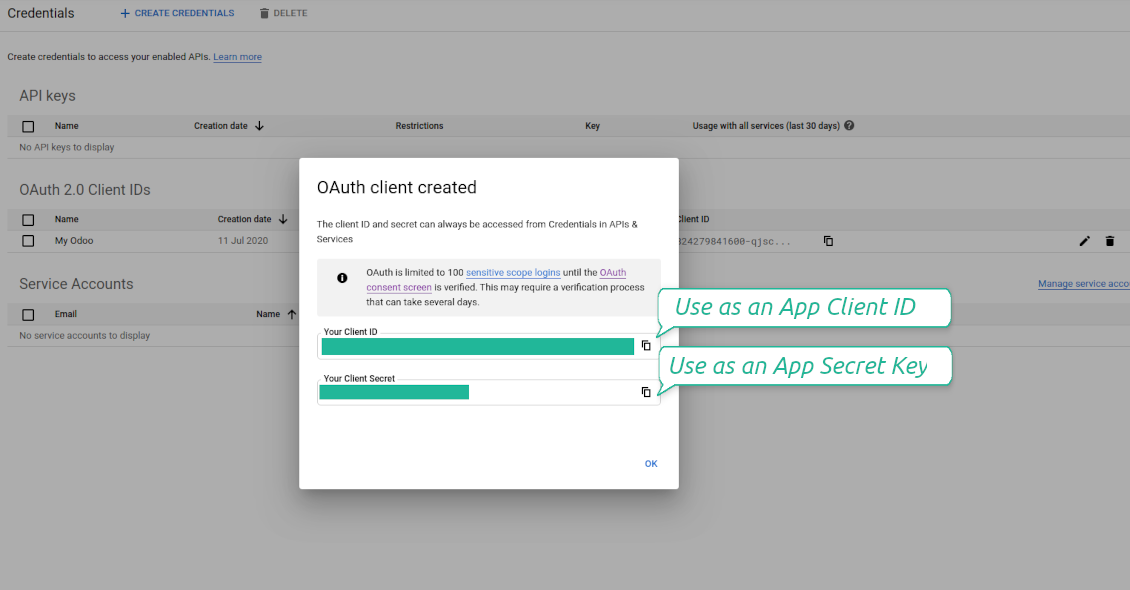 Credentials
CREATE CREDENTIALS
DELETE
Create credentials to access your enabled APIs. Learn more
API keys
Name Creation date Restrictions Key Usage with all services (last 30 days)
No API keys to display
OAuth 2.0 Client IDs
Name Creation date Client ID
My Odoo 11 Jul 2020 324279841600-qjsc...
Service Accounts
Manage service acco
Email Name
No service accounts to display
OAuth client created
The client ID and secret can always be accessed from Credentials in APIs &
Services
OAuth is limited to 100 sensitive scope logins until the OAuth
consent screen is verified. This may require a verification process
that can take several days.
Your Client ID
Use as an App Client ID
Your Client Secret
Use as an App Secret Key
OK